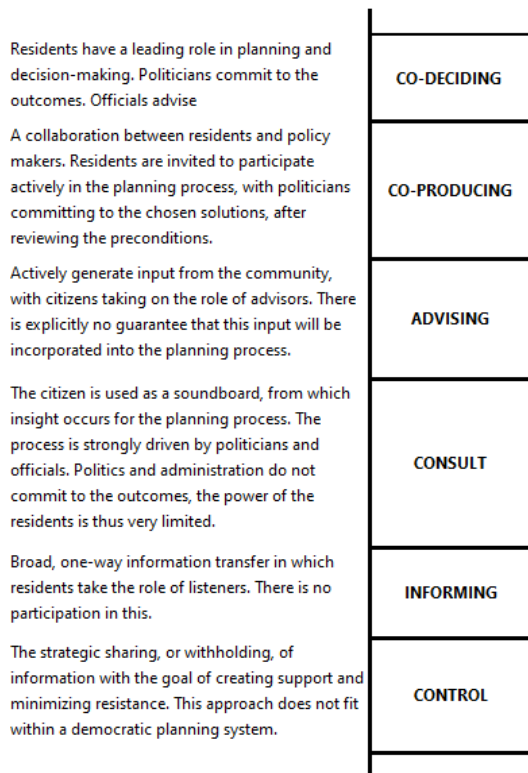 Residents have a leading role in planning and
decision-making. Politicians commit to the
outcomes. Officials advise
CO-DECIDING
A collaboration between residents and policy
makers. Residents are invited to participate
actively in the planning process, with politicians
committing to the chosen solutions, after
reviewing the preconditions.
CO-PRODUCING
Actively generate input from the community,
with citizens taking on the role of advisors. There
is explicitly no guarantee that this input will be
incorporated into the planning process.
ADVISING
The citizen is used as a soundboard, from which
insight occurs for the planning process. The
process is strongly driven by politicians and
officials. Politics and administration do not
commit to the outcomes, the power of the
residents is thus very limited.
CONSULT
Broad, one-way information transfer in which
residents take the role of listeners. There is no
participation in this.
INFORMING
The strategic sharing, or withholding, of
information with the goal of creating support and
minimizing resistance. This approach does not fit
within a democratic planning system.
CONTROL